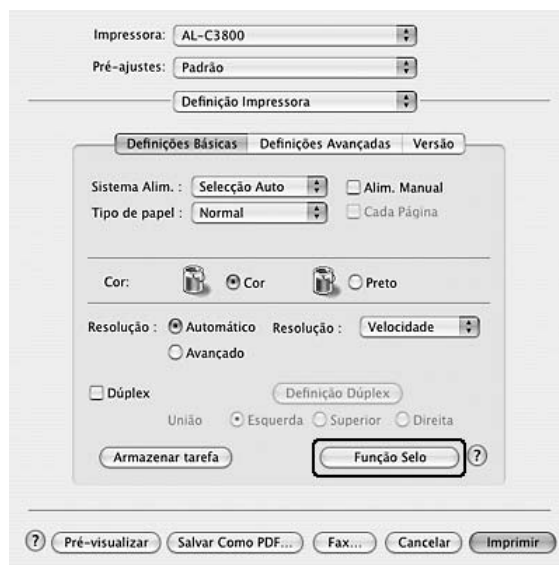 Impressora: AL-C3800
Pré-ajustes: Padrão
Definição Impressora
Definições Básicas Definições Avançadas Versão
Sistema Alim. : Selecção Auto Alim. Manual
Tipo de papel : Normal Cada Página
Cor: Cor Preto
Resolução : Automático Resolução : Velocidade
Avançado
Dúplex Definição Dúplex
União Esquerda Superior Direita
Armazenar tarefa Função Selo ?
? Pré-visualizar Salvar Como PDF... Fax... Cancelar Imprimir